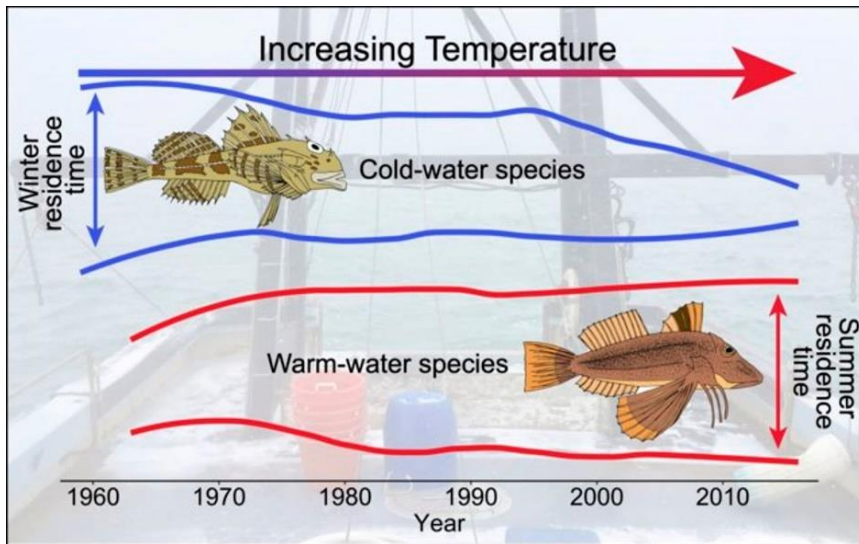 Increasing Temperature
Winter
residence
time
Cold-water species
Warm-water species
Summer
residence
time
1960 1970 1980 1990 2000 2010
Year